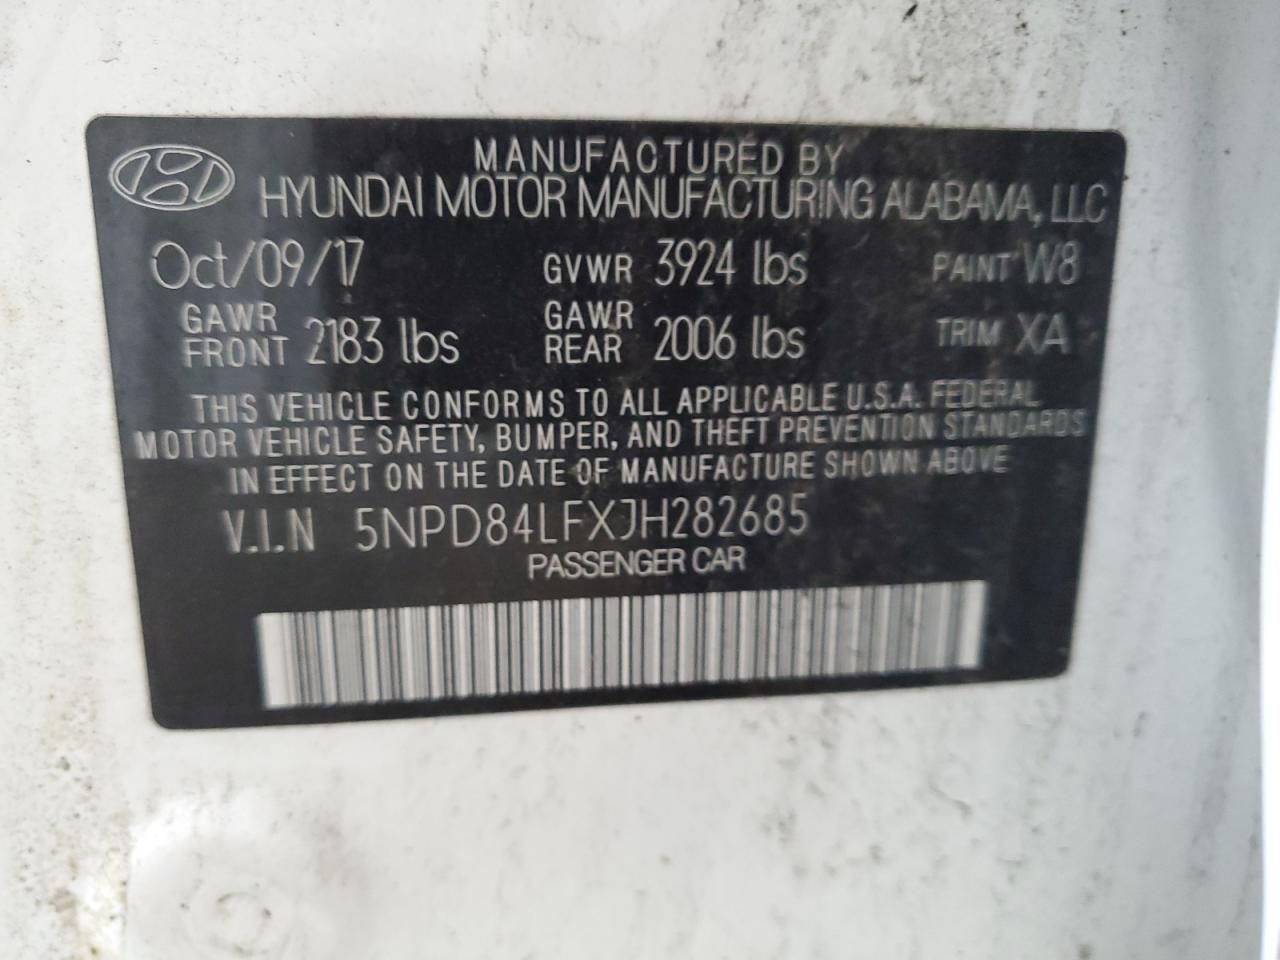 MANUFACTURED BY
HYUNDAI MOTOR MANUFACTURING ALABAMA, LLC
Oct/09/17 GVWR 3924 lbs PAINT W8
GAWR FRONT 2183 lbs GAWR REAR 2006 lbs TRIM XA
THIS VEHICLE CONFORMS TO ALL APPLICABLE U.S.A. FEDERAL
MOTOR VEHICLE SAFETY, BUMPER, AND THEFT PREVENTION STANDARDS
IN EFFECT ON THE DATE OF MANUFACTURE SHOWN ABOVE
V.I.N 5NPD84LFXJH282685
PASSENGER CAR